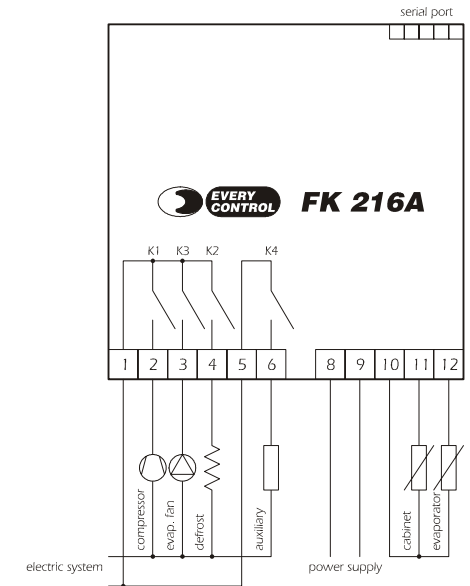 serial port
EVERY
CONTROL
FK 216A
K1 K3 K2 K4
1 2 3 4 5 6 8 9 10 11 12
compressor
evap. fan
defrost
auxiliary
cabinet
evaporator
electric system
power supply